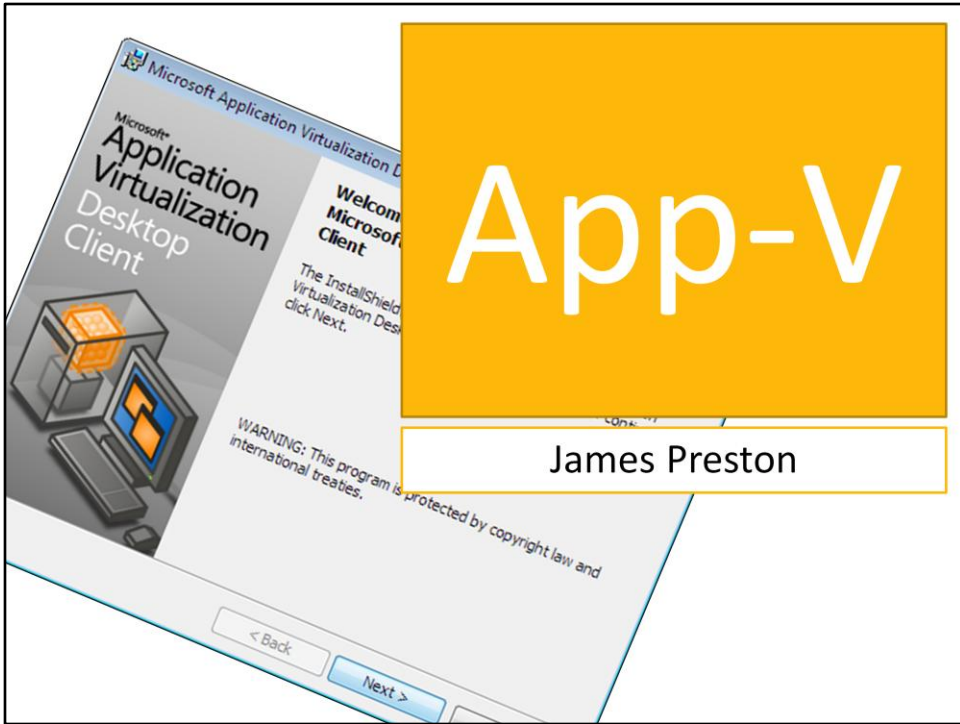 App-V
James Preston
Microsoft Application Virtualization D
Microsoft®
Application
Virtualization
Desktop
Client
Welcom
Microsof
Client
The InstallShield
Virtualization Des
click Next.
WARNING: This program is protected by copyright law and
international treaties.
< Back
Next >